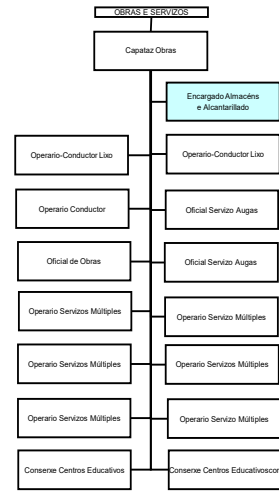 OBRAS E SERVIZOS
Capataz Obras
Encargado Almacéns
e Alcantarillado
Operario-Conductor Lixo
Operario-Conductor Lixo
Operario Conductor
Oficial Servizo Augas
Oficial de Obras
Oficial Servizo Augas
Operario Servizos Múltiples
Operario Servizo Múltiples
Operario Servizos Múltiples
Operario Servizos Múltiples
Operario Servizos Múltiples
Operario Servizo Múltiples
Conserxe Centros Educativos
Conserxe Centros Educativoscor